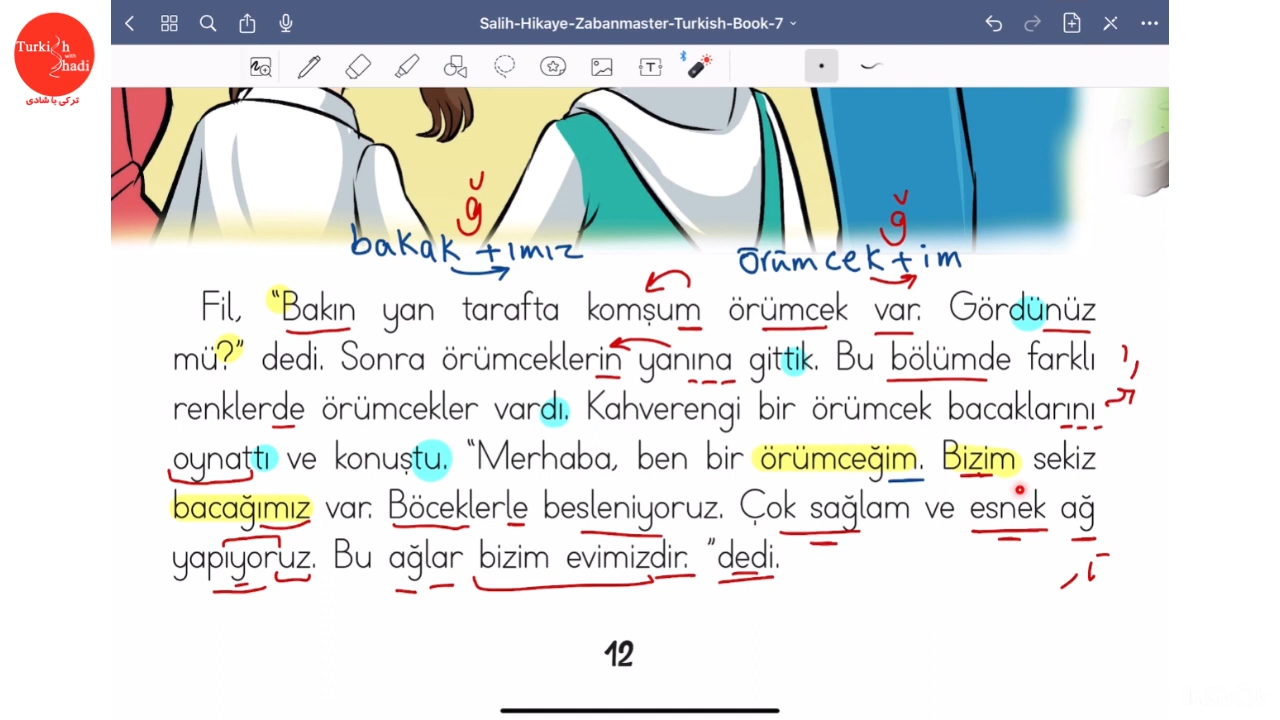 Turkish
with
Shadi
ترکی با شادی
Salih-Hikaye-Zabanmaster-Turkish-Book-7
T
ğ
ğ
bakak +ımız
örümcek+im
Fil, “Bakın yan tarafta komşum örümcek var. Gördünüz
mü?” dedi. Sonra örümceklerin yanına gittik. Bu bölümde farklı
renklerde örümcekler vardı. Kahverengi bir örümcek bacaklarını
oynattı ve konuştu. “Merhaba, ben bir örümceğim. Bizim sekiz
bacağımız var. Böceklerle besleniyoruz. Çok sağlam ve esnek ağ
yapıyoruz. Bu ağlar bizim evimizdir. ”dedi.
12